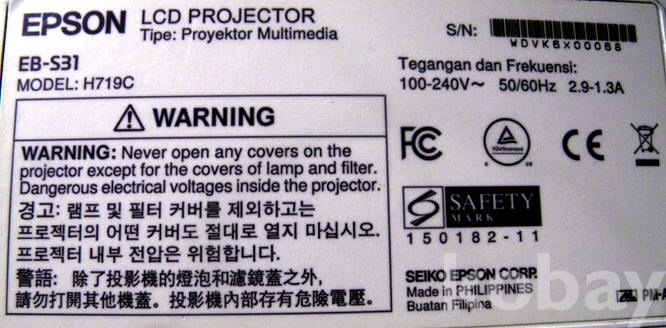 EPSON LCD PROJECTOR
Tipe: Proyektor Multimedia
EB-S31
MODEL: H719C
S/N:
WDVK6X00068
Tegangan dan Frekuensi:
100-240V~ 50/60Hz 2.9-1.3A
⚠ WARNING
WARNING: Never open any covers on the
projector except for the covers of lamp and filter.
Dangerous electrical voltages inside the projector.
경고: 램프 및 필터 커버를 제외하고는
프로젝터의 어떤 커버도 절대로 열지 마십시오.
프로젝터 내부 전압은 위험합니다.
警語: 除了投影機的燈泡和濾鏡蓋之外,
請勿打開其他機蓋。投影機內部存有危險電壓。
FC CE
TÜVRheinland
SAFETY
MARK
150182-11
SEIKO EPSON CORP.
Made in PHILIPPINES
Buatan Filipina
PM-A